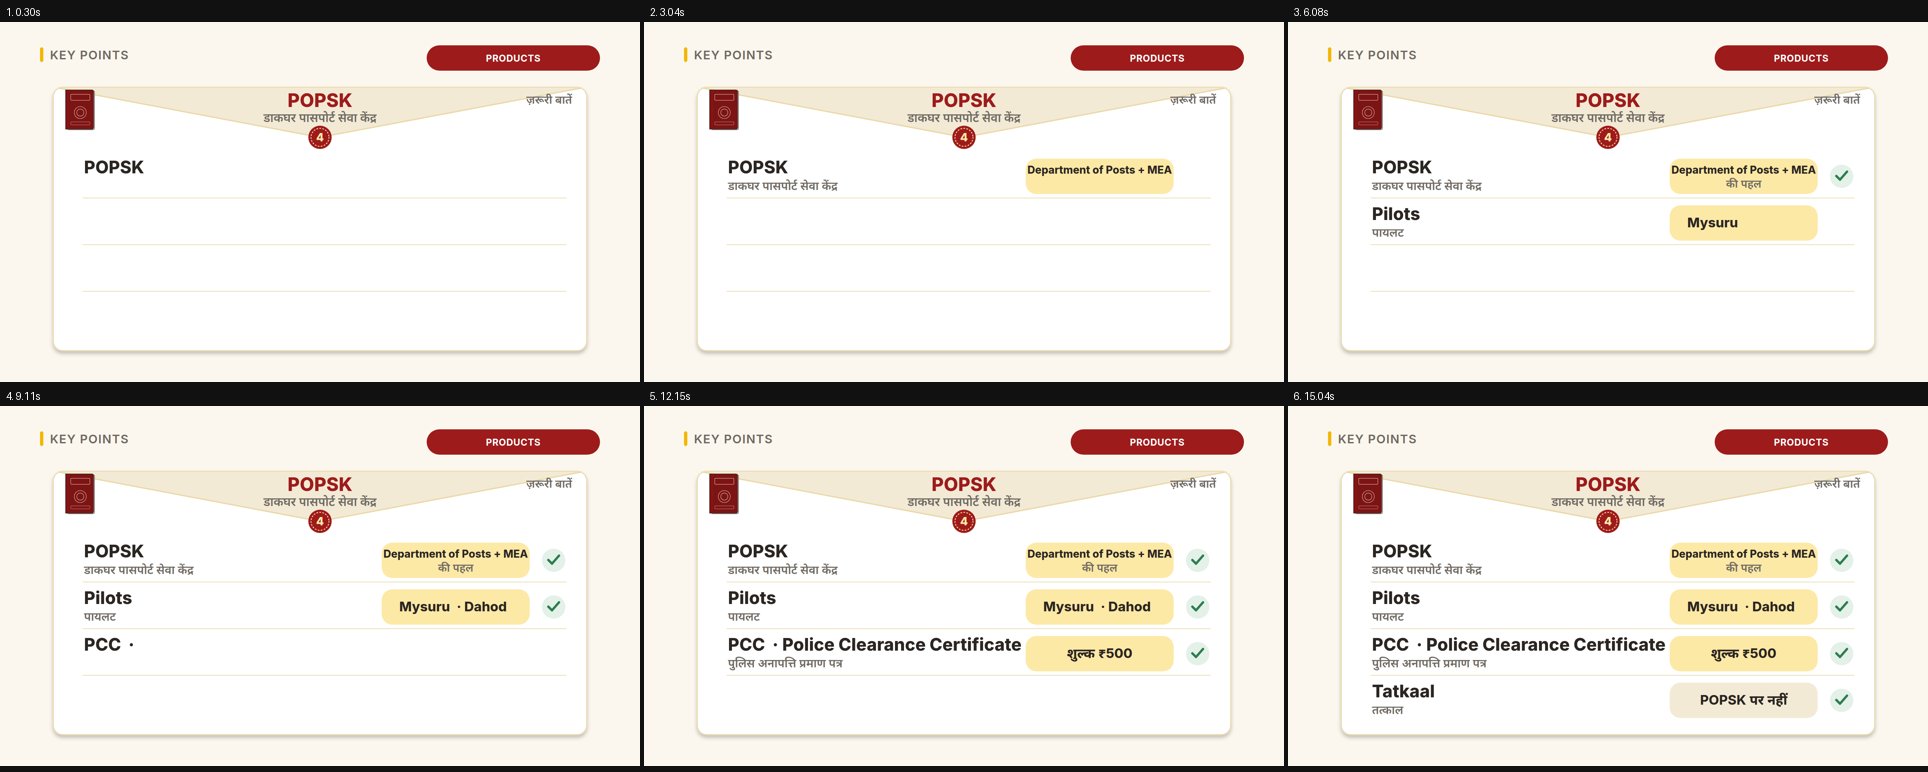 1. 0.30s
KEY POINTS
PRODUCTS
POPSK
ज़रूरी बातें
डाकघर पासपोर्ट सेवा केंद्र
4
POPSK
2. 3.04s
KEY POINTS
PRODUCTS
POPSK
ज़रूरी बातें
डाकघर पासपोर्ट सेवा केंद्र
4
POPSK
डाकघर पासपोर्ट सेवा केंद्र
Department of Posts + MEA
3. 6.08s
KEY POINTS
PRODUCTS
POPSK
ज़रूरी बातें
डाकघर पासपोर्ट सेवा केंद्र
4
POPSK
डाकघर पासपोर्ट सेवा केंद्र
Department of Posts + MEA
की पहल
Pilots
पायलट
Mysuru
4. 9.11s
KEY POINTS
PRODUCTS
POPSK
ज़रूरी बातें
डाकघर पासपोर्ट सेवा केंद्र
4
POPSK
डाकघर पासपोर्ट सेवा केंद्र
Department of Posts + MEA
की पहल
Pilots
पायलट
Mysuru · Dahod
PCC ·
5. 12.15s
KEY POINTS
PRODUCTS
POPSK
ज़रूरी बातें
डाकघर पासपोर्ट सेवा केंद्र
4
POPSK
डाकघर पासपोर्ट सेवा केंद्र
Department of Posts + MEA
की पहल
Pilots
पायलट
Mysuru · Dahod
PCC · Police Clearance Certificate
पुलिस अनापत्ति प्रमाण पत्र
शुल्क ₹500
6. 15.04s
KEY POINTS
PRODUCTS
POPSK
ज़रूरी बातें
डाकघर पासपोर्ट सेवा केंद्र
4
POPSK
डाकघर पासपोर्ट सेवा केंद्र
Department of Posts + MEA
की पहल
Pilots
पायलट
Mysuru · Dahod
PCC · Police Clearance Certificate
पुलिस अनापत्ति प्रमाण पत्र
शुल्क ₹500
Tatkaal
तत्काल
POPSK पर नहीं